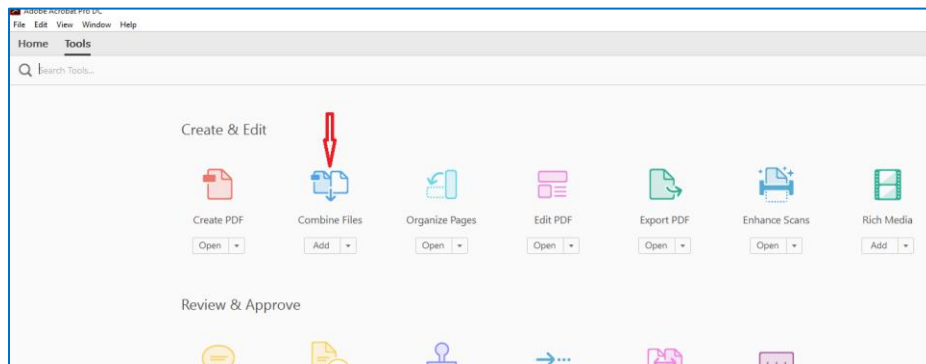 Adobe Acrobat Pro DC
File Edit View Window Help
Home Tools
Search Tools...
Create & Edit
Create PDF Combine Files Organize Pages Edit PDF Export PDF Enhance Scans Rich Media
Open Add Open Open Open Open Add
Review & Approve